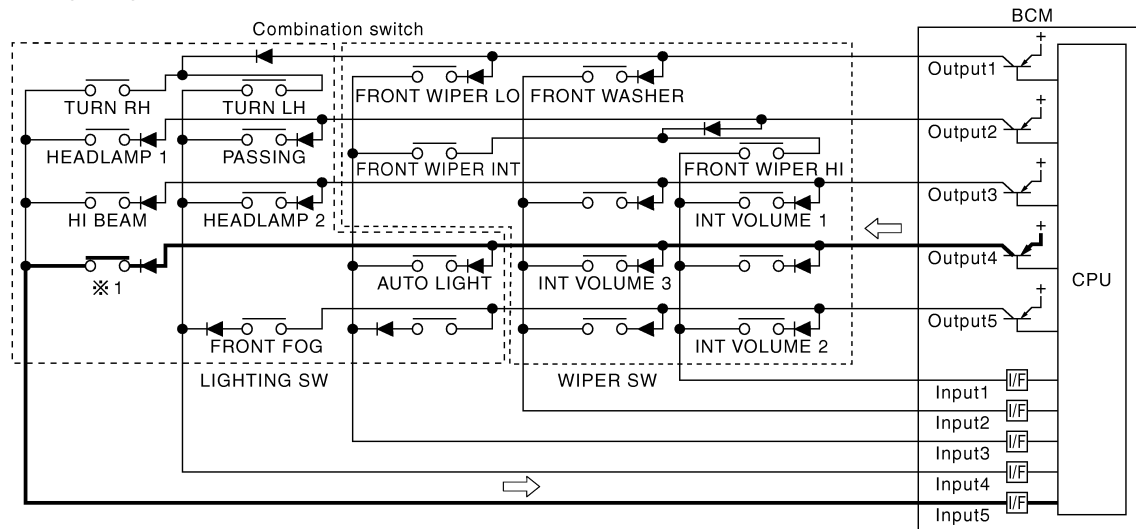 BCM
Combination switch
Output1
TURN RH
TURN LH
FRONT WIPER LO
FRONT WASHER
Output2
HEADLAMP 1
PASSING
FRONT WIPER INT
FRONT WIPER HI
Output3
HI BEAM
HEADLAMP 2
INT VOLUME 1
Output4
CPU
※1
AUTO LIGHT
INT VOLUME 3
Output5
FRONT FOG
INT VOLUME 2
LIGHTING SW
WIPER SW
I/F
Input1
I/F
Input2
I/F
Input3
I/F
Input4
I/F
Input5
+
+
+
+
+